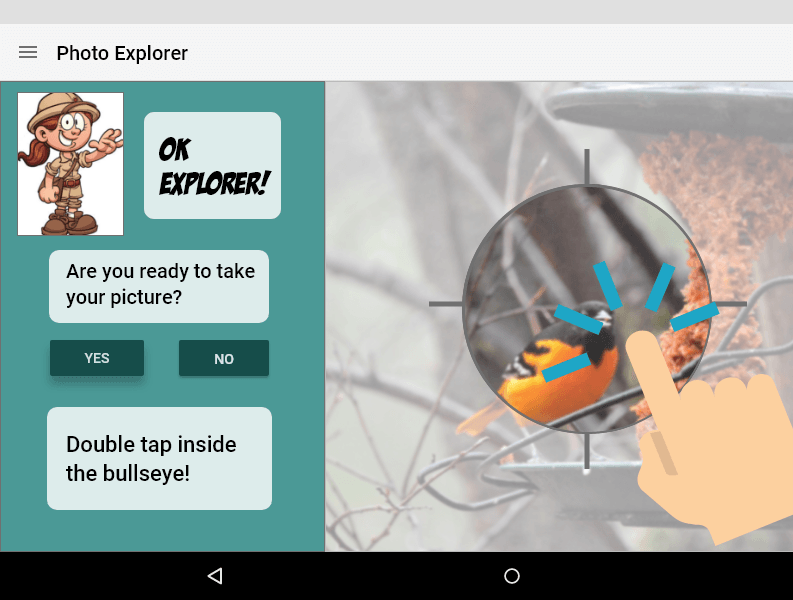 Photo Explorer
OK
EXPLORER!
Are you ready to take
your picture?
YES
NO
Double tap inside
the bullseye!